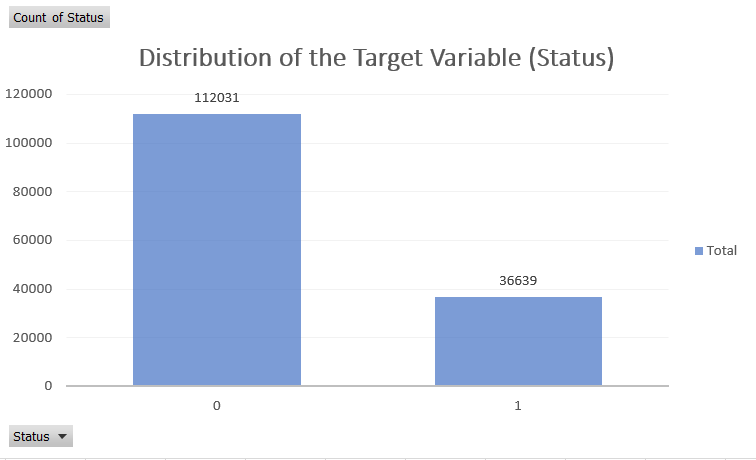 Count of Status
Distribution of the Target Variable (Status)
120000
112031
100000
80000
60000
Total
40000
36639
20000
0
0
1
Status